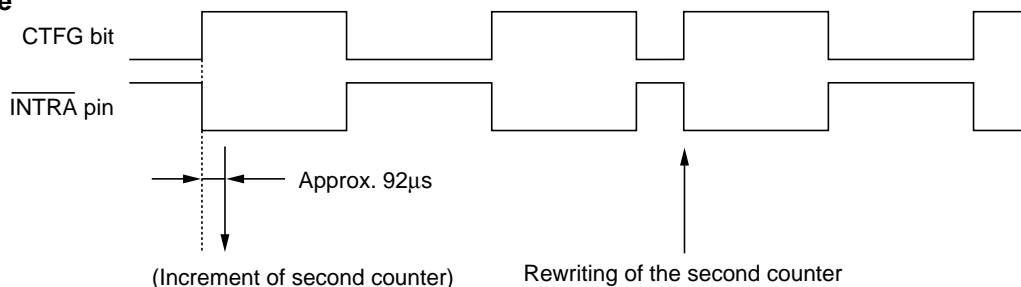 e
CTFG bit
INTRA pin
Approx. 92μs
(Increment of second counter)
Rewriting of the second counter